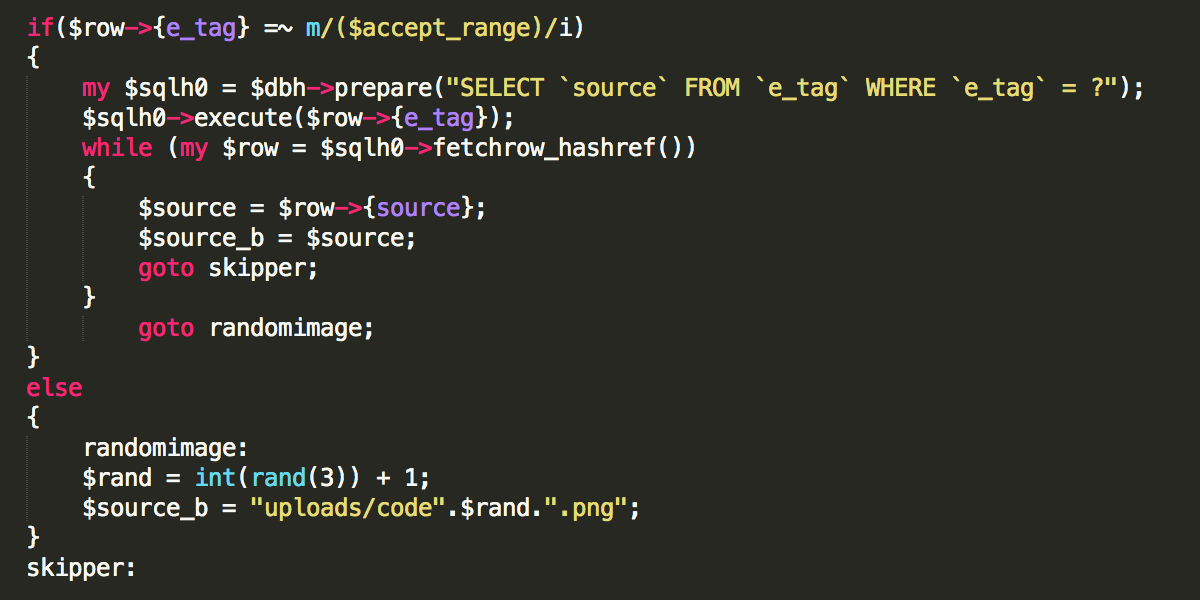 if($row->{e_tag} =~ m/($accept_range)/i)
{
    my $sqlh0 = $dbh->prepare("SELECT `source` FROM `e_tag` WHERE `e_tag` = ?");
    $sqlh0->execute($row->{e_tag});
    while (my $row = $sqlh0->fetchrow_hashref())
    {
        $source = $row->{source};
        $source_b = $source;
        goto skipper;
    }
        goto randomimage;
}
else
{
    randomimage:
    $rand = int(rand(3)) + 1;
    $source_b = "uploads/code".$rand.".png";
}
skipper: